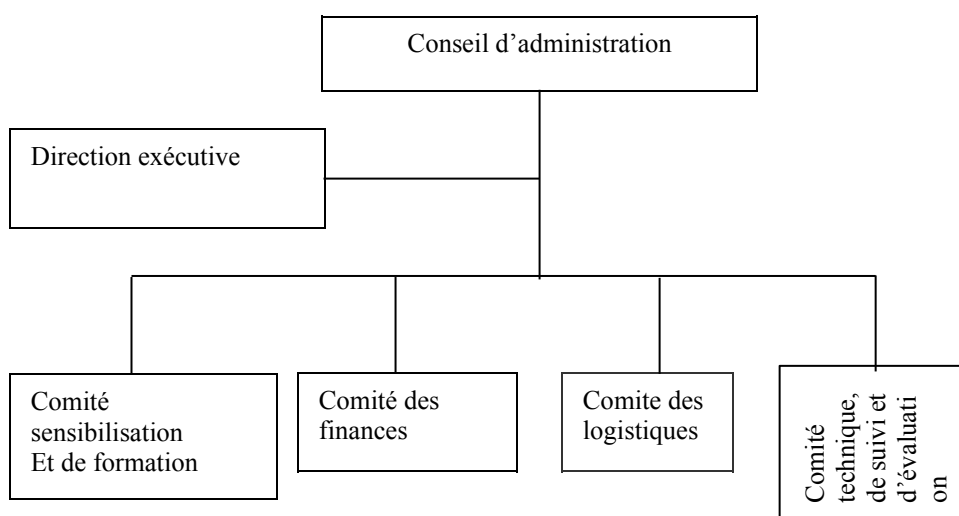 Conseil d’administration
Direction exécutive
Comité
sensibilisation
Et de formation
Comité des
finances
Comite des
logistiques
Comité
technique,
de suivi et
d’évaluati
on